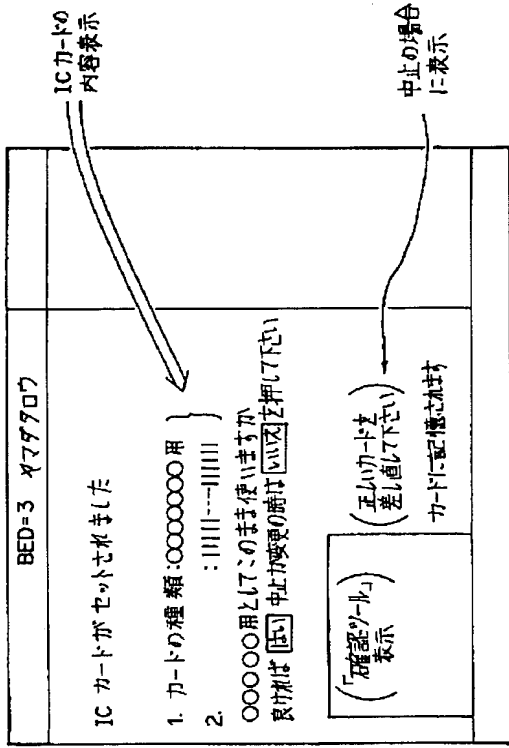 BED=3 ヤマダタロウ
IC カードがセットされました
1. カードの種類:○○○○○○○用
2. :|||||---||||||
○○○○○用としてこのまま使いますか
良ければ はい 中止か変更の時は いいえ を押して下さい
(「確認ツール」
表示)
(正しいカードを
差し直して下さい)
カードに記憶されます
ICカードの
内容表示
中止の場合
に表示